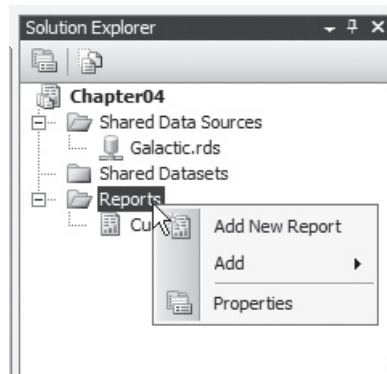 Solution Explorer
Chapter04
Shared Data Sources
Galactic.rds
Shared Datasets
Reports
Add New Report
Add
Properties